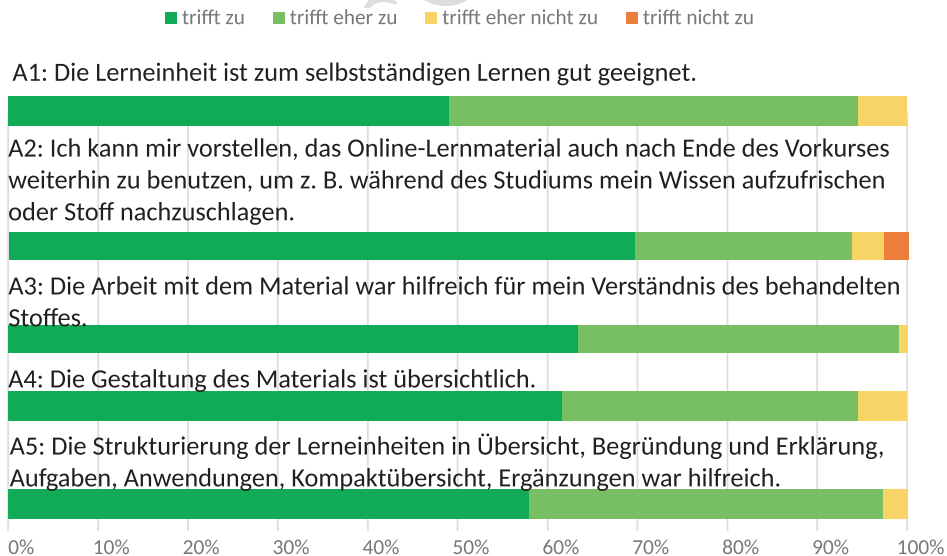 trifft zu trifft eher zu trifft eher nicht zu trifft nicht zu
A1: Die Lerneinheit ist zum selbstständigen Lernen gut geeignet.
A2: Ich kann mir vorstellen, das Online-Lernmaterial auch nach Ende des Vorkurses
weiterhin zu benutzen, um z. B. während des Studiums mein Wissen aufzufrischen
oder Stoff nachzuschlagen.
A3: Die Arbeit mit dem Material war hilfreich für mein Verständnis des behandelten
Stoffes.
A4: Die Gestaltung des Materials ist übersichtlich.
A5: Die Strukturierung der Lerneinheiten in Übersicht, Begründung und Erklärung,
Aufgaben, Anwendungen, Kompaktübersicht, Ergänzungen war hilfreich.
0% 10% 20% 30% 40% 50% 60% 70% 80% 90% 100%